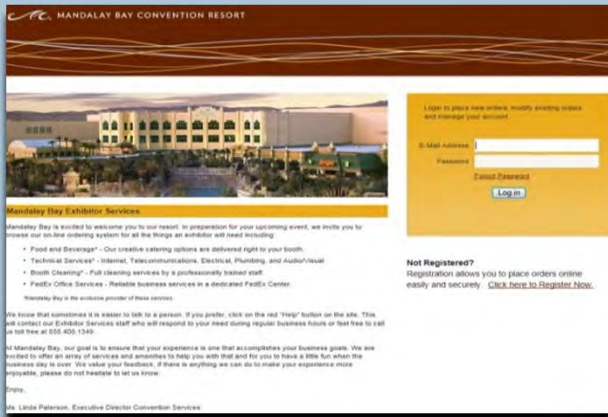 MANDALAY BAY CONVENTION RESORT
Login to place new orders, modify existing orders
and manage your account.
E-Mail Address
Password
Forgot Password
Log in
Mandalay Bay Exhibitor Services
Mandalay Bay is excited to welcome you to our resort. In preparation for your upcoming event, we invite you to
browse our on-line ordering system for all the things an exhibitor will need including:
• Food and Beverage* - Our creative catering options are delivered right to your booth.
• Technical Services* - Internet, Telecommunications, Electrical, Plumbing, and Audio/Visual
• Booth Cleaning* - Full cleaning services by a professionally trained staff.
• FedEx Office Services - Reliable business services in a dedicated FedEx Center.
*Mandalay Bay is the exclusive provider of these services
We know that sometimes it is easier to talk to a person. If you prefer, click on the red "Help" button on the site. This
will contact our Exhibitor Services staff who will respond to your need during regular business hours or feel free to call
us toll free at 855.408.1349.
At Mandalay Bay, our goal is to ensure that your experience is one that accomplishes your business goals. We are
excited to offer an array of services and amenities to help you with that and for you to have a little fun when the
business day is over. We value your feedback, if there is anything we can do to make your experience more
enjoyable, please do not hesitate to let us know.
Enjoy,
Ms. Linda Paterson, Executive Director Convention Services
Not Registered?
Registration allows you to place orders online
easily and securely. Click here to Register Now.